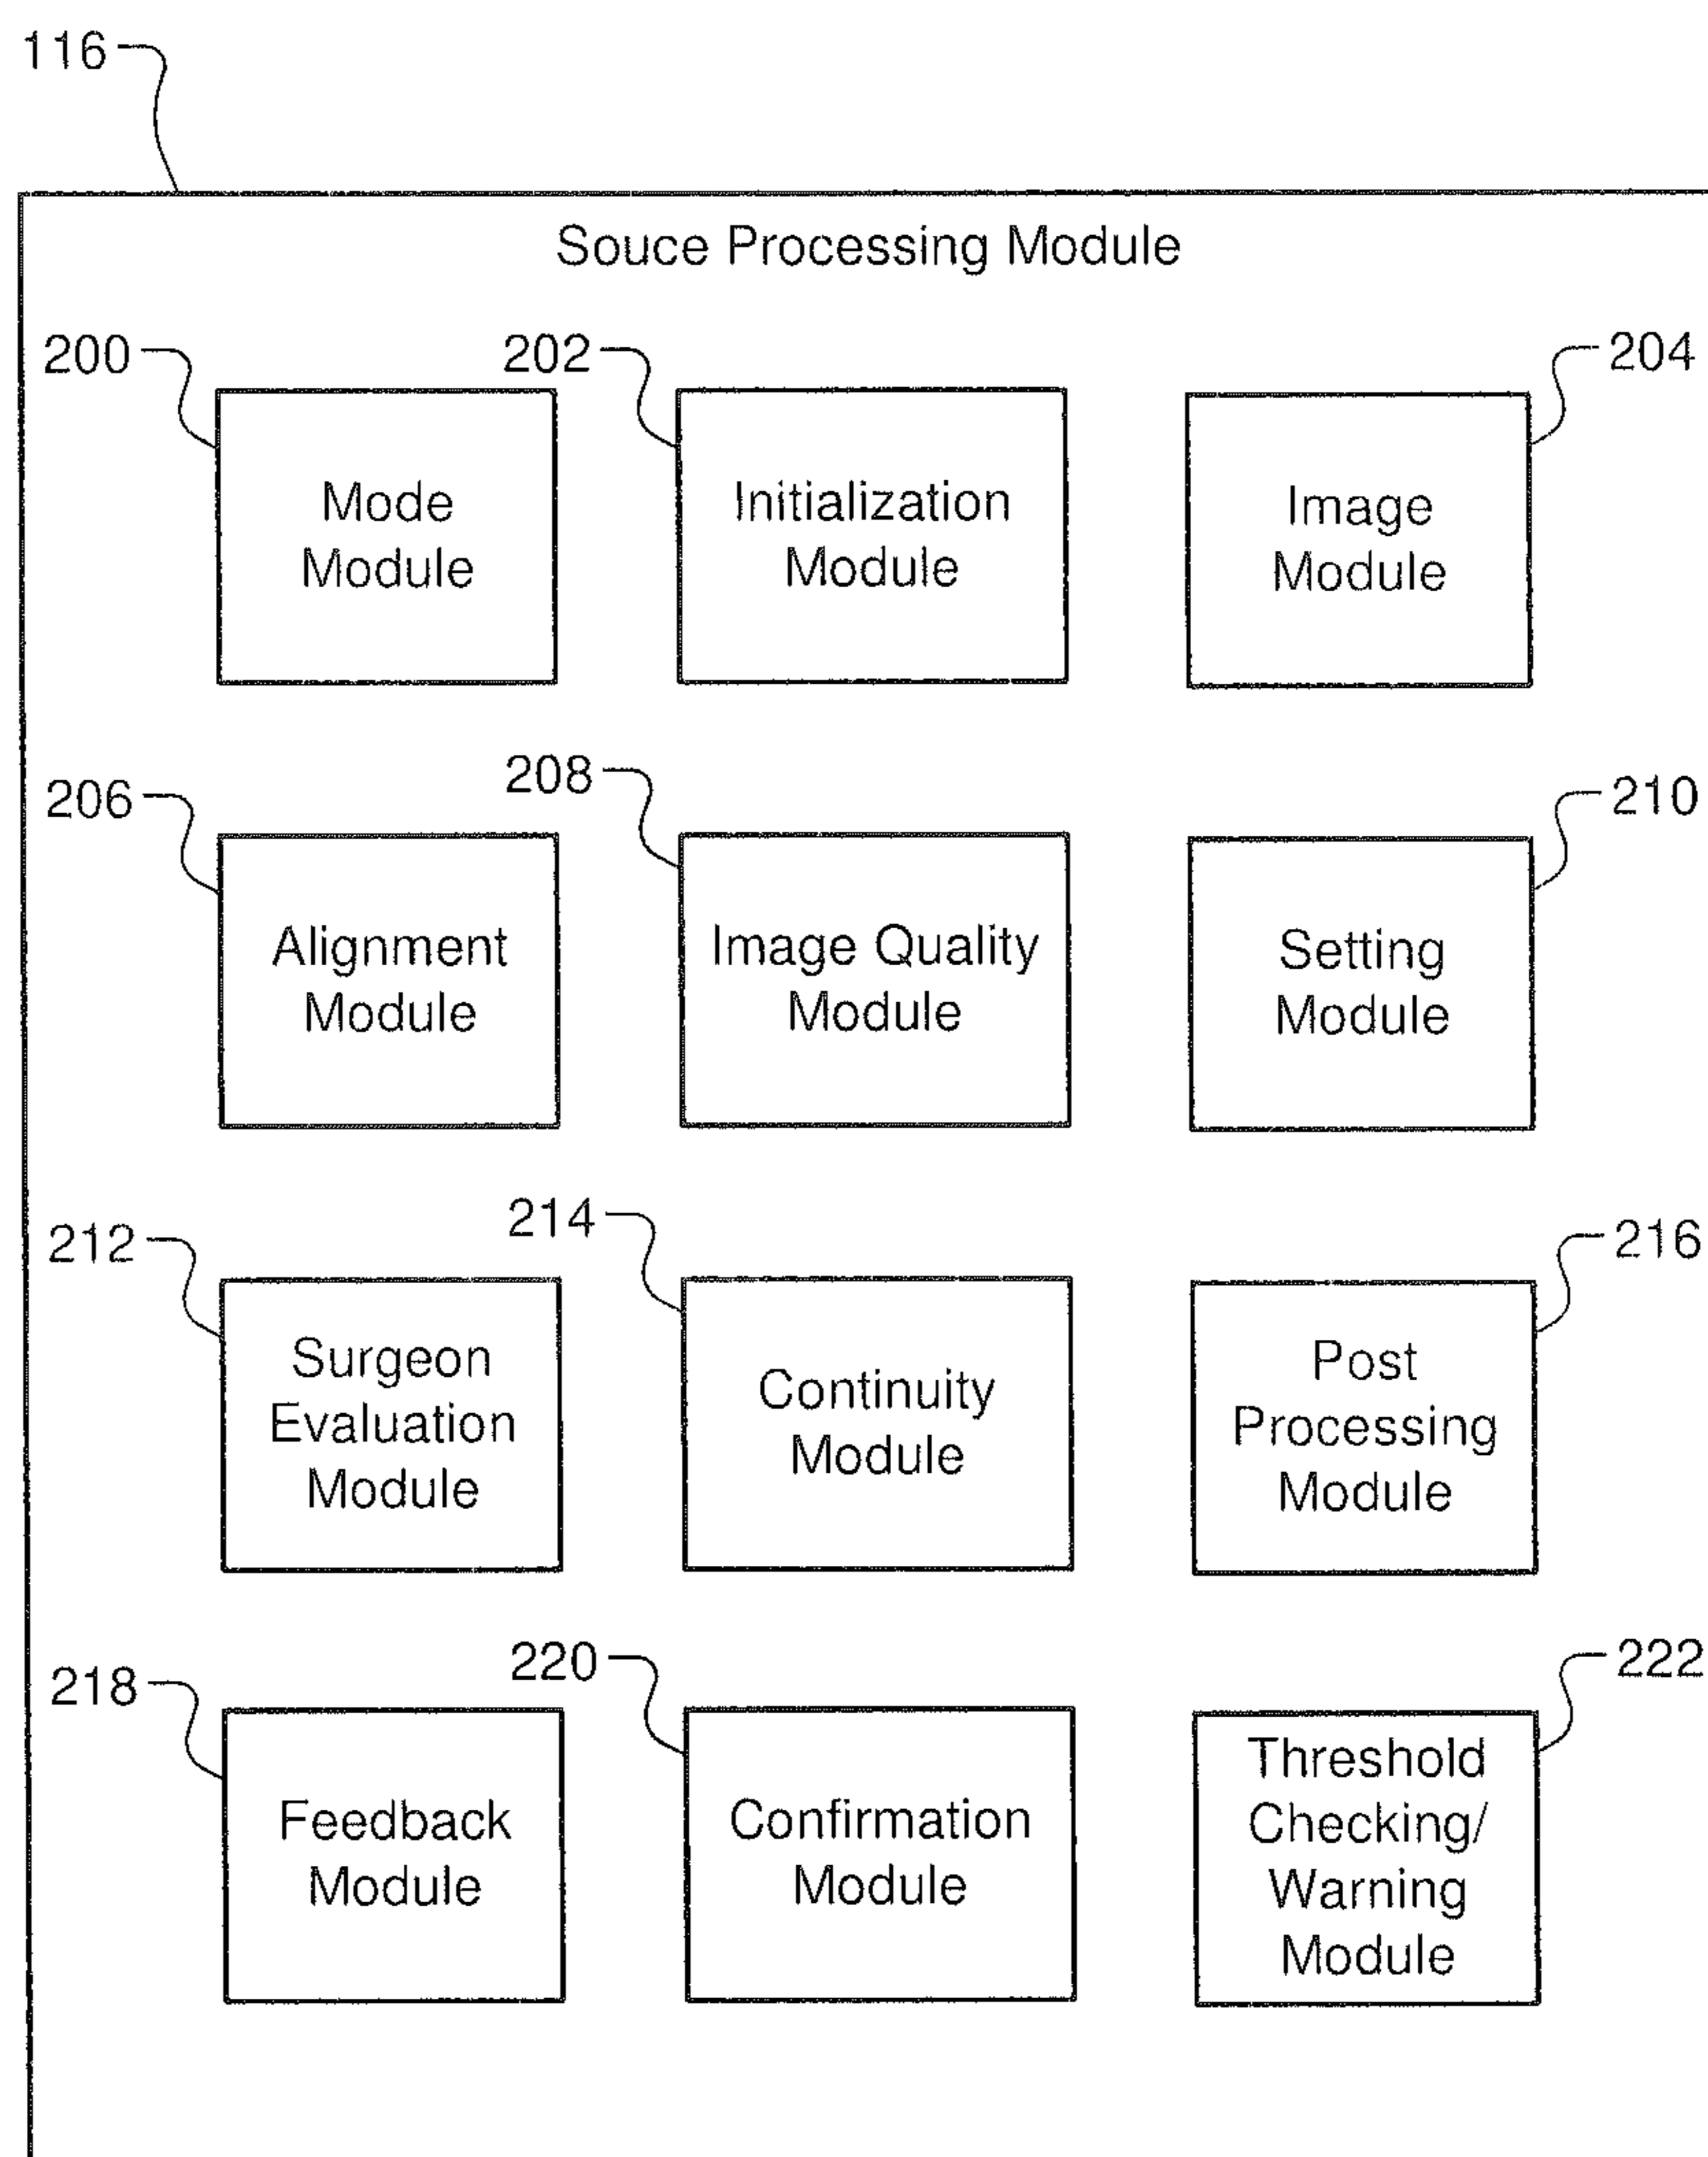 116
Souce Processing Module
200
202
204
Mode
Module
Initialization
Module
Image
Module
206
208
210
Alignment
Module
Image Quality
Module
Setting
Module
212
214
216
Surgeon
Evaluation
Module
Continuity
Module
Post
Processing
Module
218
220
222
Feedback
Module
Confirmation
Module
Threshold
Checking/
Warning
Module